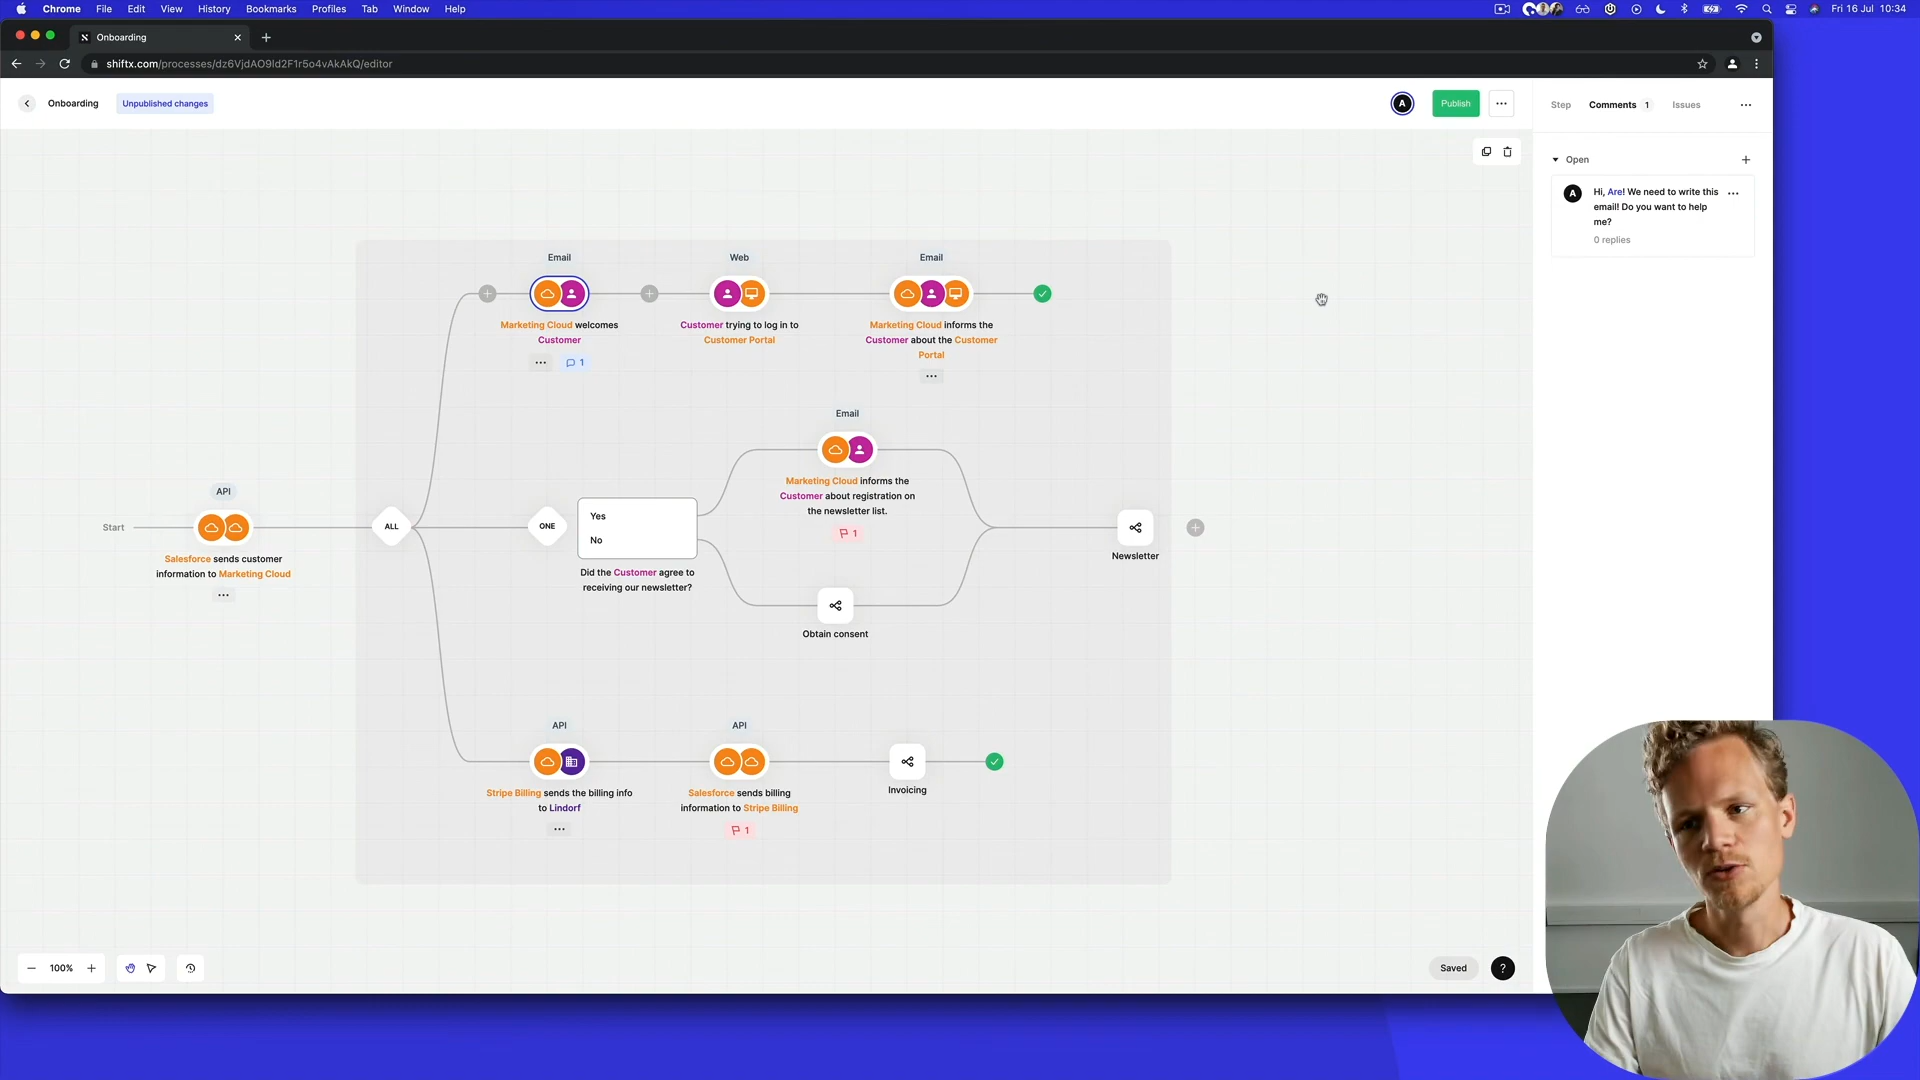 Chrome File Edit View History Bookmarks Profiles Tab Window Help
Fri 16 Jul 10:34
Onboarding
shiftx.com/processes/dz6VjdAO9Id2F1r5o4vAkAkQ/editor
Onboarding
Unpublished changes
A
Publish
Step
Comments 1
Issues
Open
A
Hi, Are! We need to write this
email! Do you want to help
me?
0 replies
Email
Web
Email
Marketing Cloud welcomes
Customer
1
Customer trying to log in to
Customer Portal
Marketing Cloud informs the
Customer about the Customer
Portal
Email
Marketing Cloud informs the
Customer about registration on
the newsletter list.
1
API
Start
Salesforce sends customer
information to Marketing Cloud
ALL
ONE
Yes
No
Did the Customer agree to
receiving our newsletter?
Newsletter
Obtain consent
API
API
Stripe Billing sends the billing info
to Lindorf
Salesforce sends billing
information to Stripe Billing
1
Invoicing
100%
Saved
?